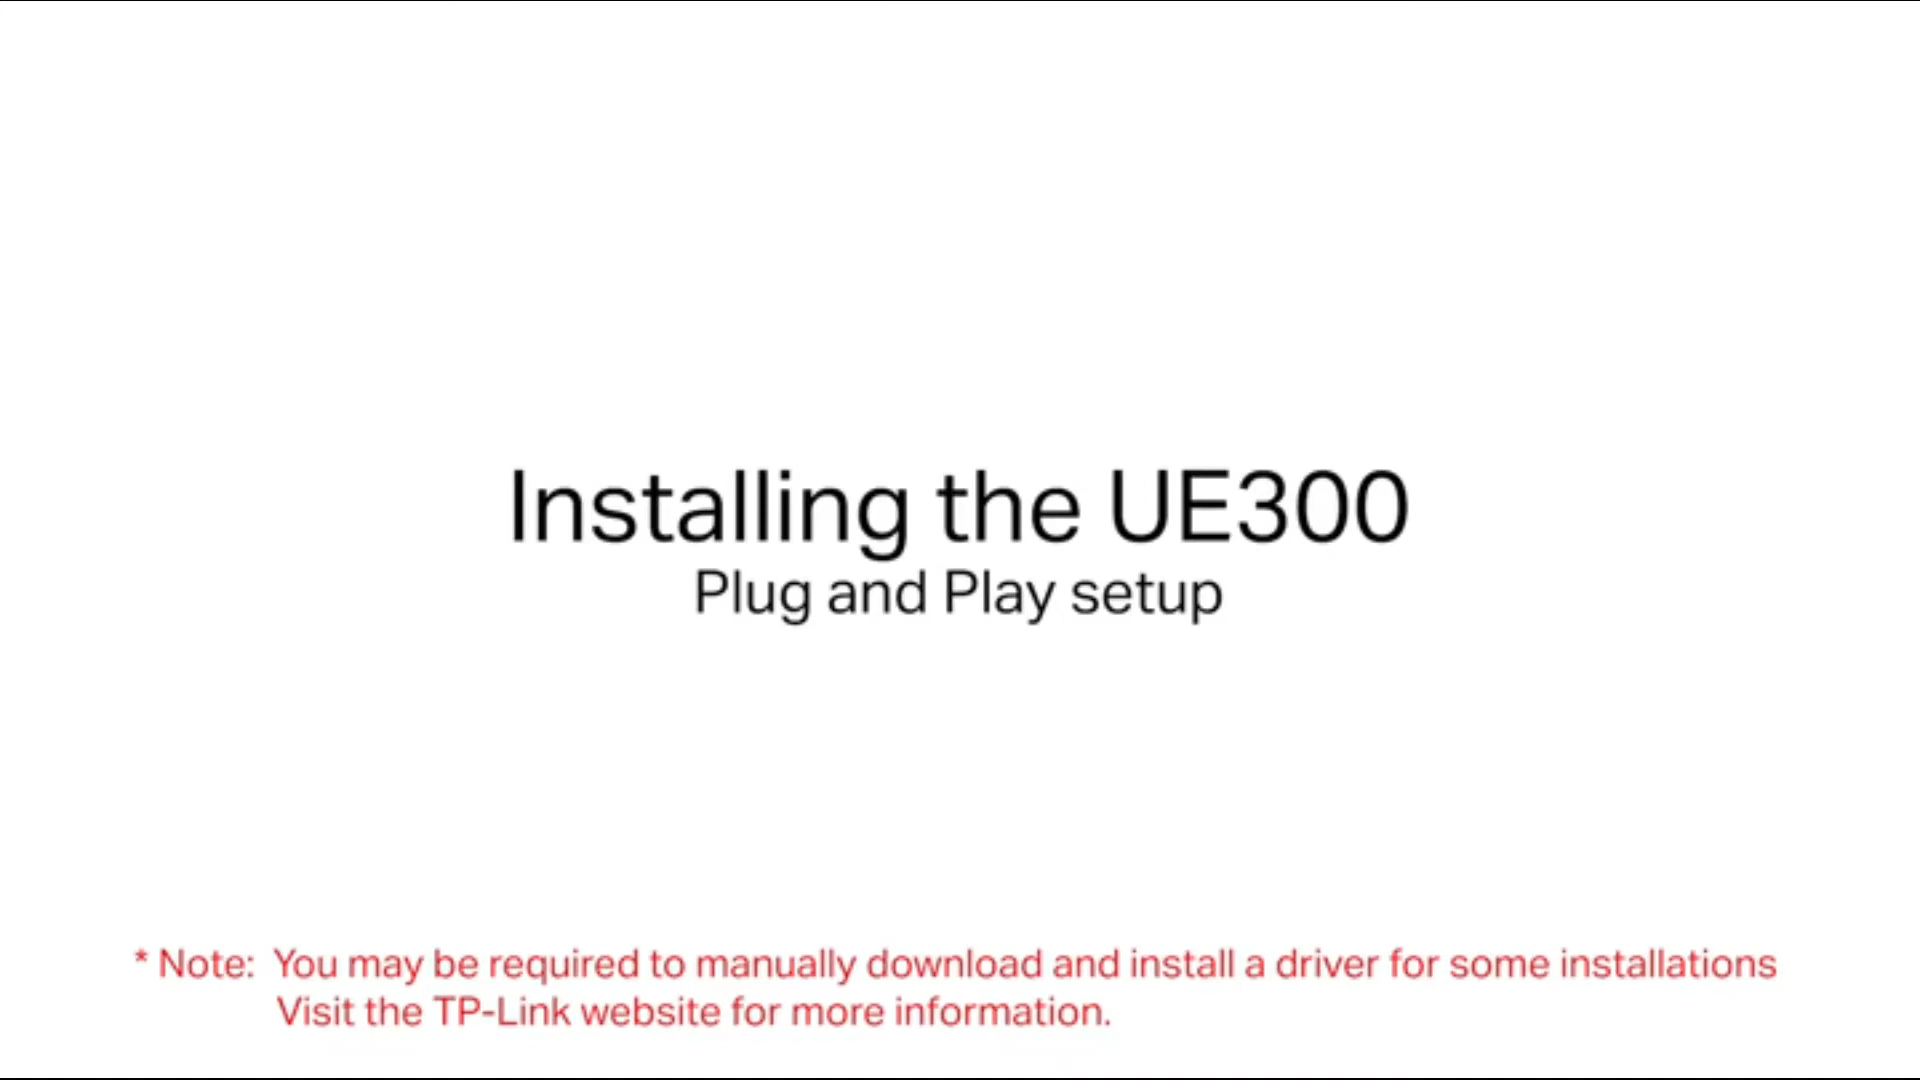 Installing the UE300
Plug and Play setup
* Note: You may be required to manually download and install a driver for some installations
Visit the TP-Link website for more information.